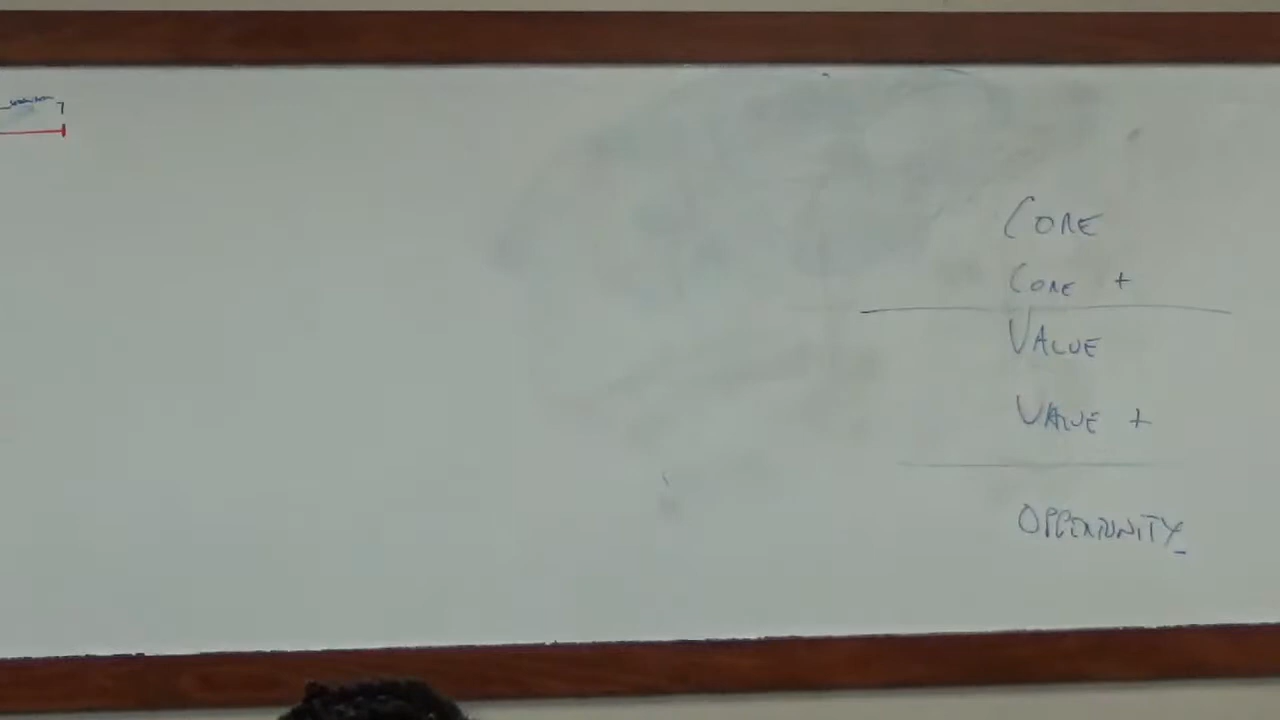 CORE
CORE +
VALUE
VALUE +
OPPORTUNITY